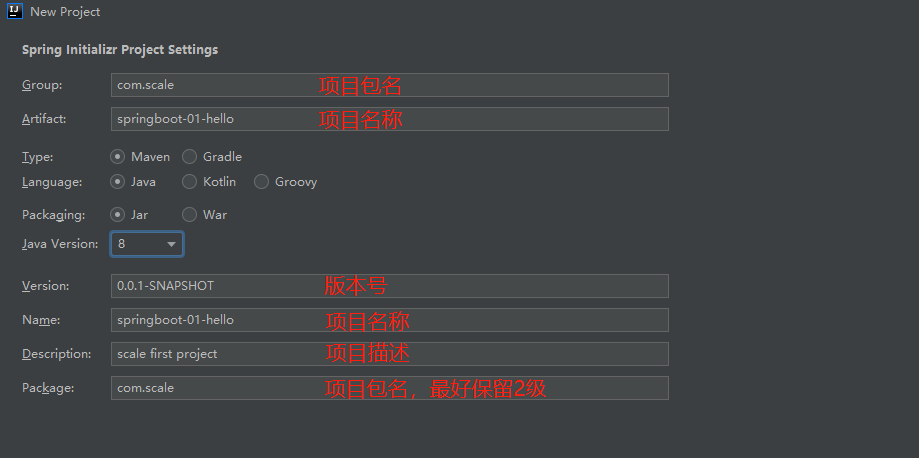 IJ New Project
Spring Initializr Project Settings
Group: com.scale 项目包名
Artifact: springboot-01-hello 项目名称
Type: Maven Gradle
Language: Java Kotlin Groovy
Packaging: Jar War
Java Version: 8
Version: 0.0.1-SNAPSHOT 版本号
Name: springboot-01-hello 项目名称
Description: scale first project 项目描述
Package: com.scale 项目包名，最好保留2级